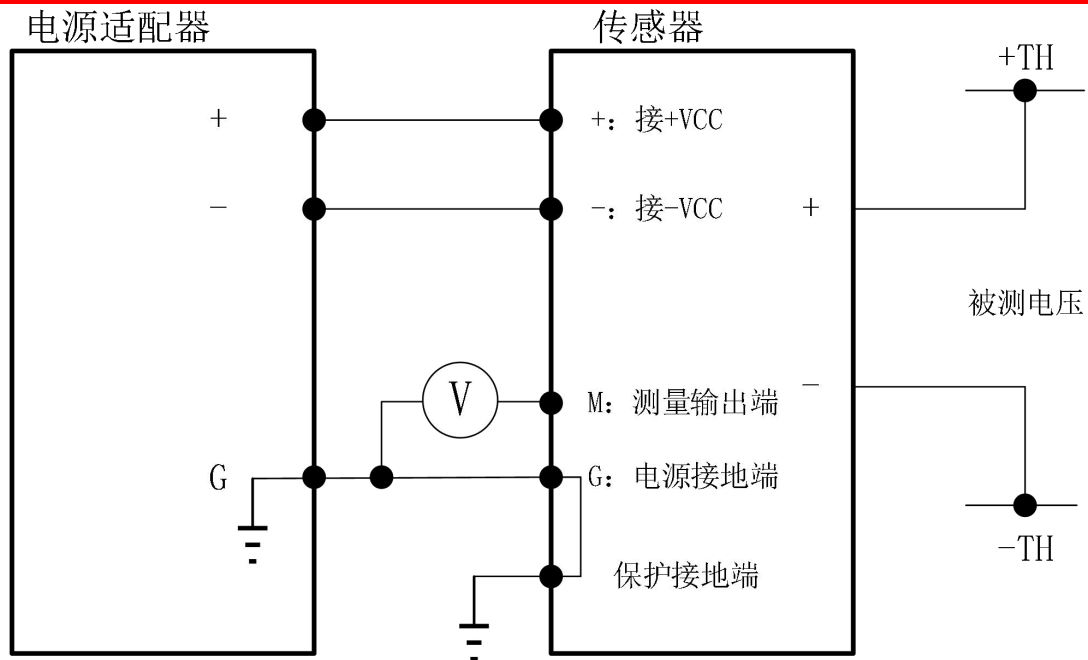 电源适配器
传感器
+TH
+
+: 接+VCC
-
-: 接-VCC
+
被测电压
V
M: 测量输出端
-
G
G: 电源接地端
-TH
保护接地端